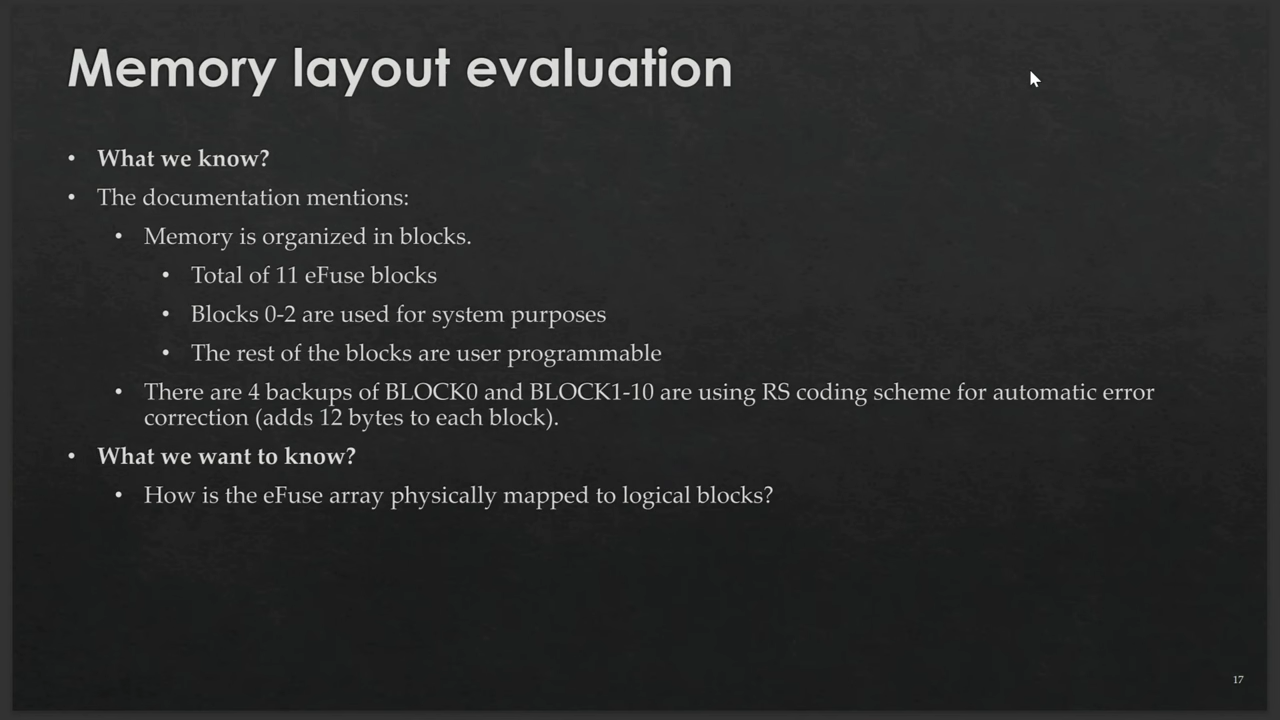 Memory layout evaluation
• What we know?
• The documentation mentions:
• Memory is organized in blocks.
• Total of 11 eFuse blocks
• Blocks 0-2 are used for system purposes
• The rest of the blocks are user programmable
• There are 4 backups of BLOCK0 and BLOCK1-10 are using RS coding scheme for automatic error
correction (adds 12 bytes to each block).
• What we want to know?
• How is the eFuse array physically mapped to logical blocks?
17